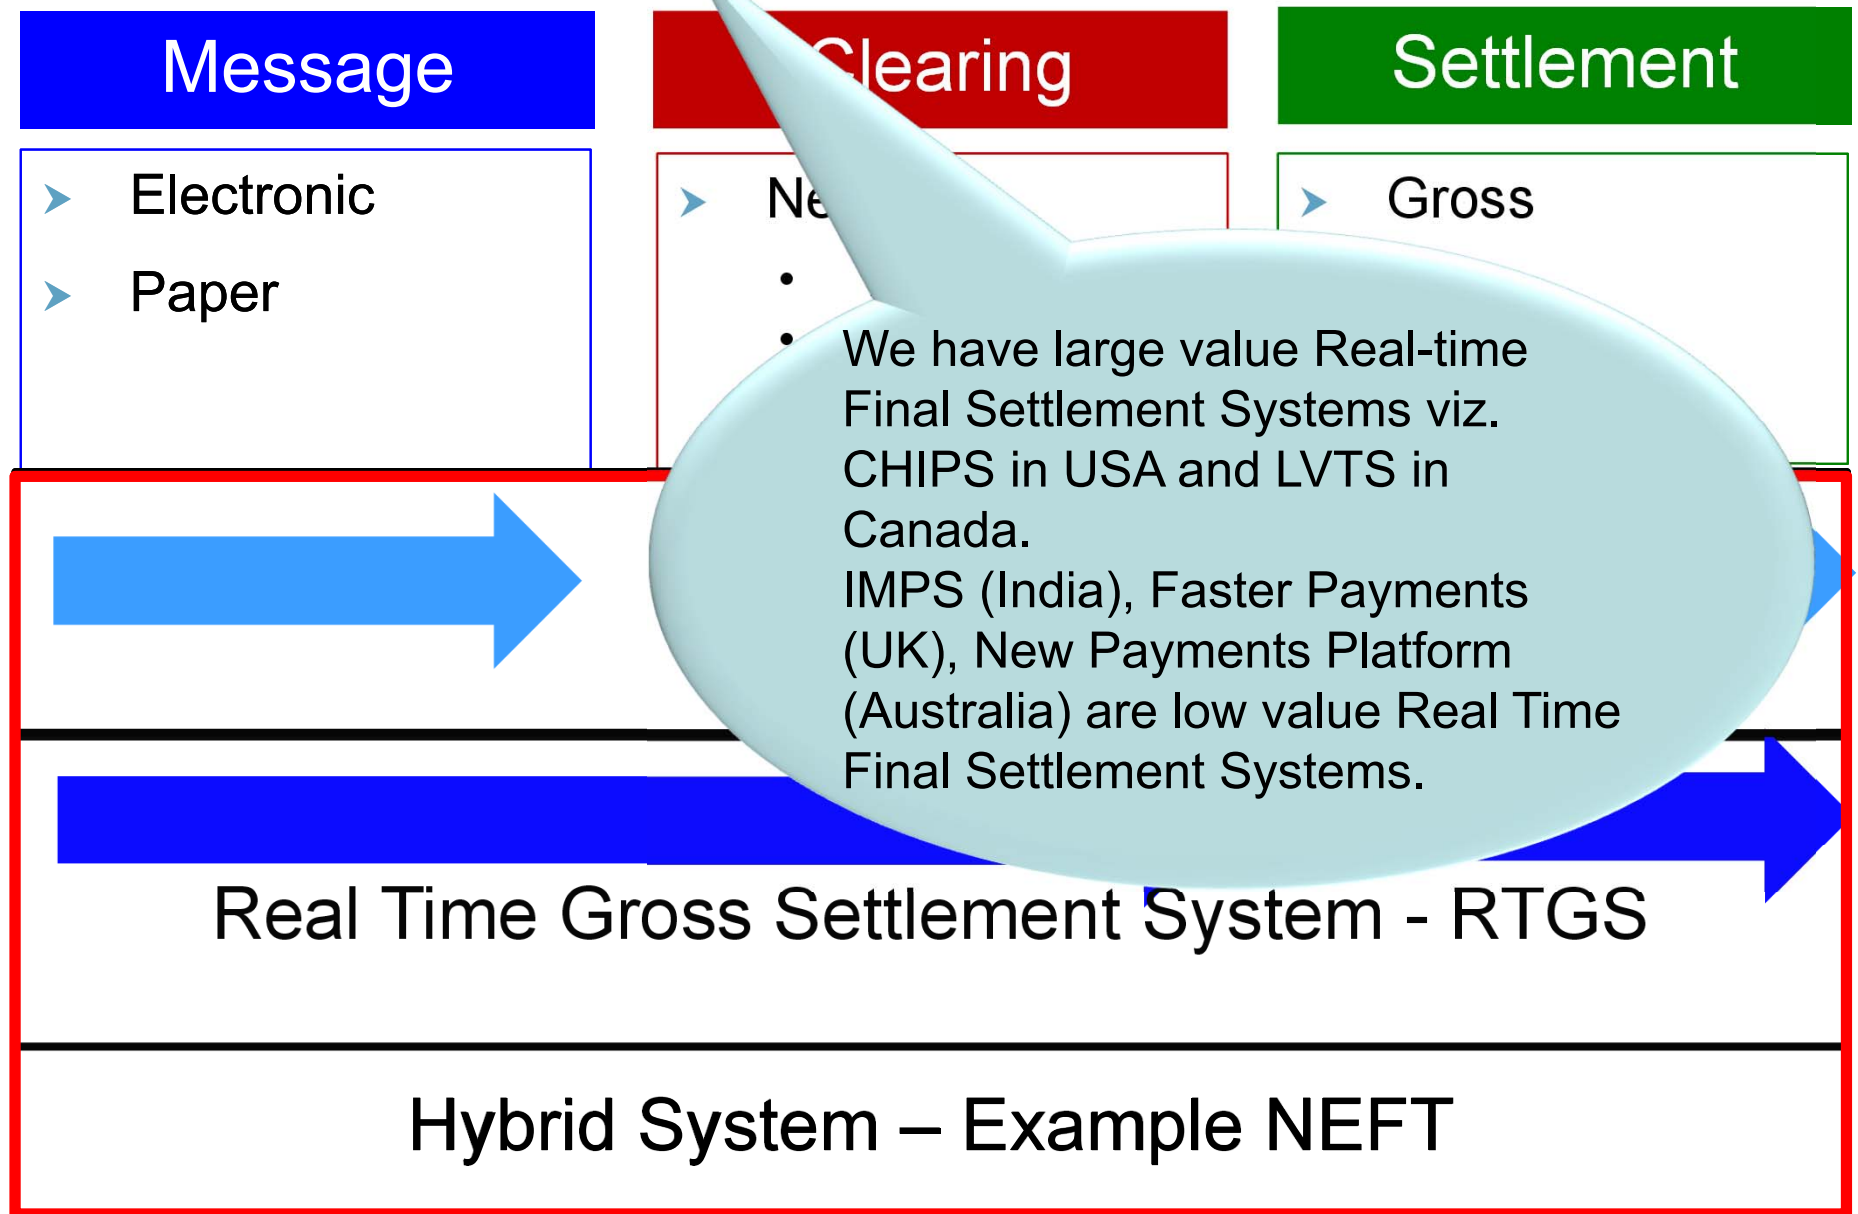 Message
Clearing
Settlement
Electronic
Paper
Gross
We have large value Real-time
Final Settlement Systems viz.
CHIPS in USA and LVTS in
Canada.
IMPS (India), Faster Payments
(UK), New Payments Platform
(Australia) are low value Real Time
Final Settlement Systems.
Real Time Gross Settlement System - RTGS
Hybrid System – Example NEFT